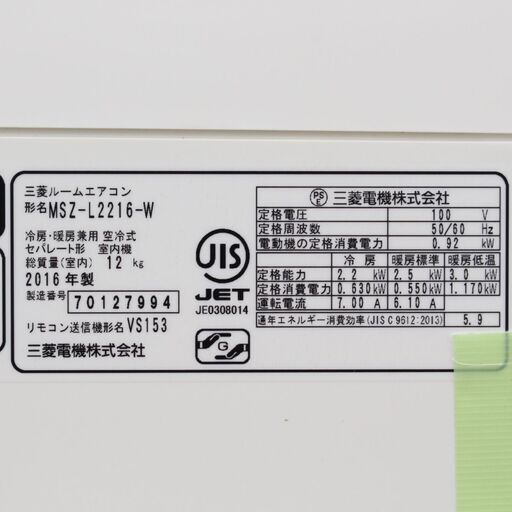 三菱ルームエアコン
形名MSZ-L2216-W
冷房・暖房兼用 空冷式
セパレート形 室内機
総質量(室内) 12 kg
2016 年製
製造番号 70127994
リモコン送信機形名 VS153
三菱電機株式会社
JIS
JET
JE0308014
G
PS E 三菱電機株式会社
定格電圧 100 V
定格周波数 50/60 Hz
電動機の定格消費電力 0.92 kW
冷 房 暖房標準 暖房低温
定格能力 2.2 kW 2.5 kW 3.0 kW
定格消費電力 0.630 kW 0.550 kW 1.170 kW
運転電流 7.00 A 6.10 A
通年エネルギー消費効率(JIS C 9612:2013) 5.9